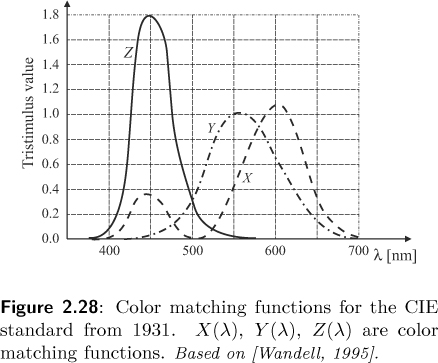 1.8
1.6
1.4
1.2
1.0
0.8
0.6
0.4
0.2
0.0
Tristimulus value
Z
Y
X
400 500 600 700
λ [nm]
Figure 2.28: Color matching functions for the CIE
standard from 1931. X(λ), Y(λ), Z(λ) are color
matching functions. Based on [Wandell, 1995].